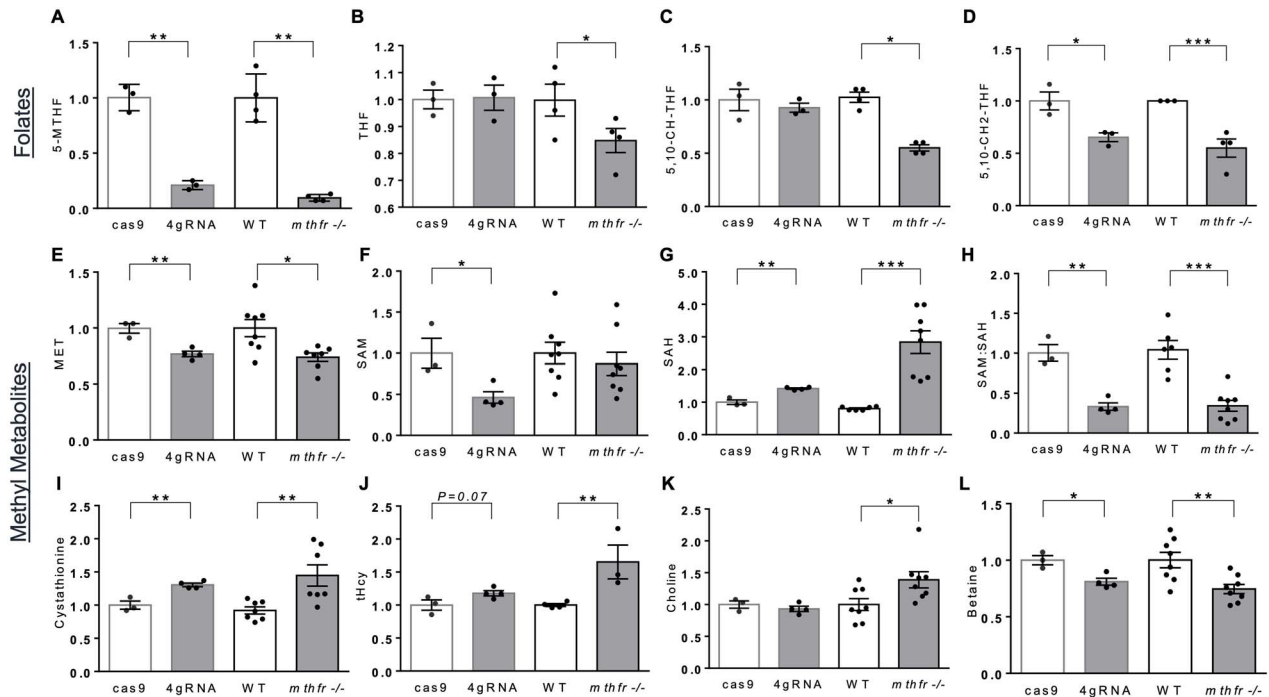 Folates
Methyl Metabolites
A
**
**
5-MTHF
1.5
1.0
0.5
0.0
cas9 4gRNA WT mthfr -/-
B
*
THF
1.2
1.0
0.9
0.8
0.7
0.6
cas9 4gRNA WT mthfr -/-
C
*
5,10-CH-THF
1.5
1.0
0.5
0.0
cas9 4gRNA WT mthfr -/-
D
*
***
5,10-CH2-THF
1.5
1.0
0.5
0.0
cas9 4gRNA WT mthfr -/-
E
**
*
MET
1.5
1.0
0.5
0.0
cas9 4gRNA WT mthfr -/-
F
*
SAM
2.0
1.5
1.0
0.5
0.0
cas9 4gRNA WT mthfr -/-
G
**
***
SAH
5.0
4.0
3.0
2.0
1.0
0.0
cas9 4gRNA WT mthfr -/-
H
**
***
SAM:SAH
2.0
1.5
1.0
0.5
0.0
cas9 4gRNA WT mthfr -/-
I
**
**
Cystathionine
2.5
2.0
1.5
1.0
0.5
0.0
cas9 4gRNA WT mthfr -/-
J
P=0.07
**
tHcy
2.5
2.0
1.5
1.0
0.5
0.0
cas9 4gRNA WT mthfr -/-
K
*
Choline
2.5
2.0
1.5
1.0
0.5
0.0
cas9 4gRNA WT mthfr -/-
L
*
**
Betaine
1.5
1.0
0.5
0.0
cas9 4gRNA WT mthfr -/-